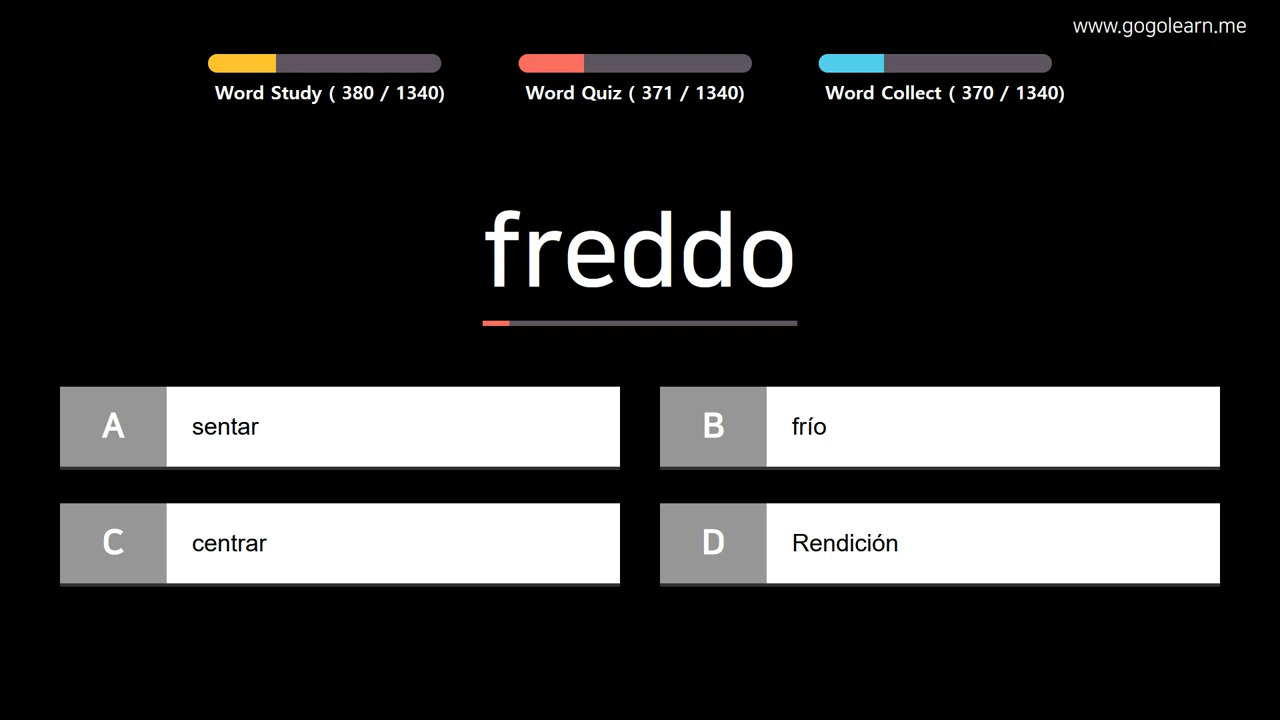 www.gogolearn.me
Word Study ( 380 / 1340)
Word Quiz ( 371 / 1340)
Word Collect ( 370 / 1340)
freddo
A sentar
B frío
C centrar
D Rendición